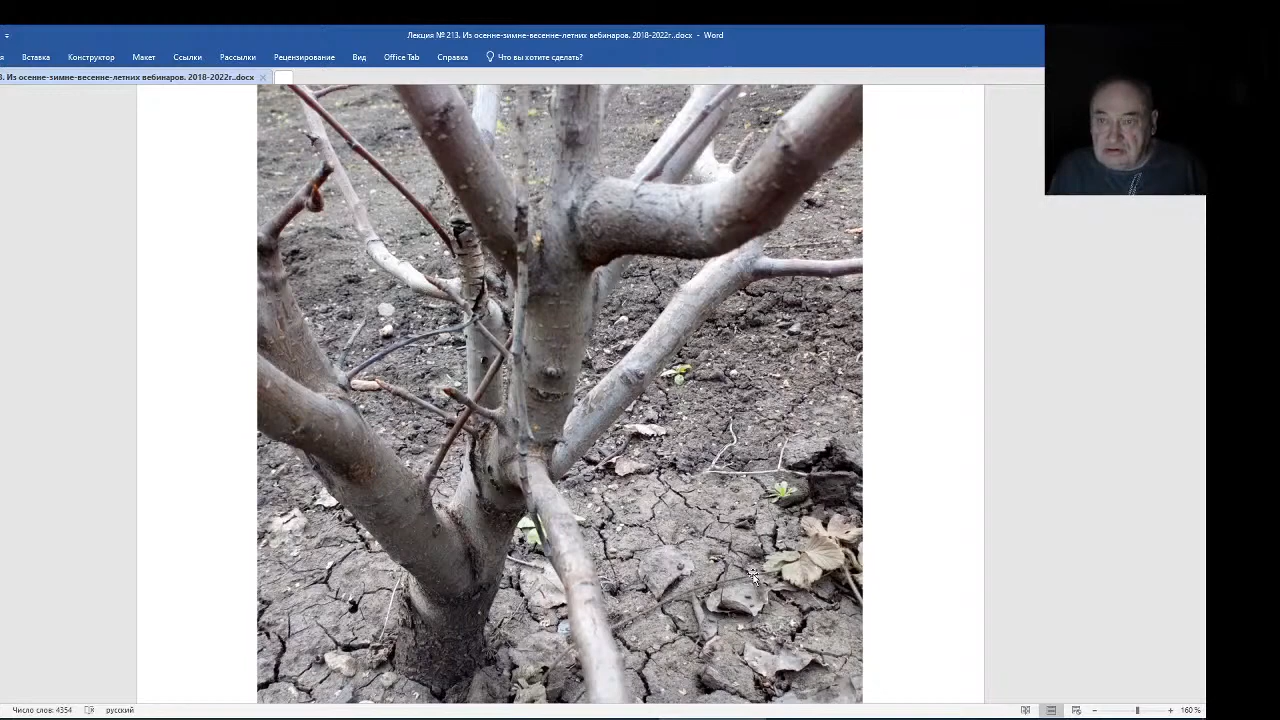 Лекция № 213. Из осенне-зимне-весенне-летних вебинаров. 2018-2022г..docx - Word
Вставка Конструктор Макет Ссылки Рассылки Рецензирование Вид Office Tab Справка Что вы хотите сделать?
3. Из осенне-зимне-весенне-летних вебинаров. 2018-2022г..docx
Число слов: 4354 русский 160 %